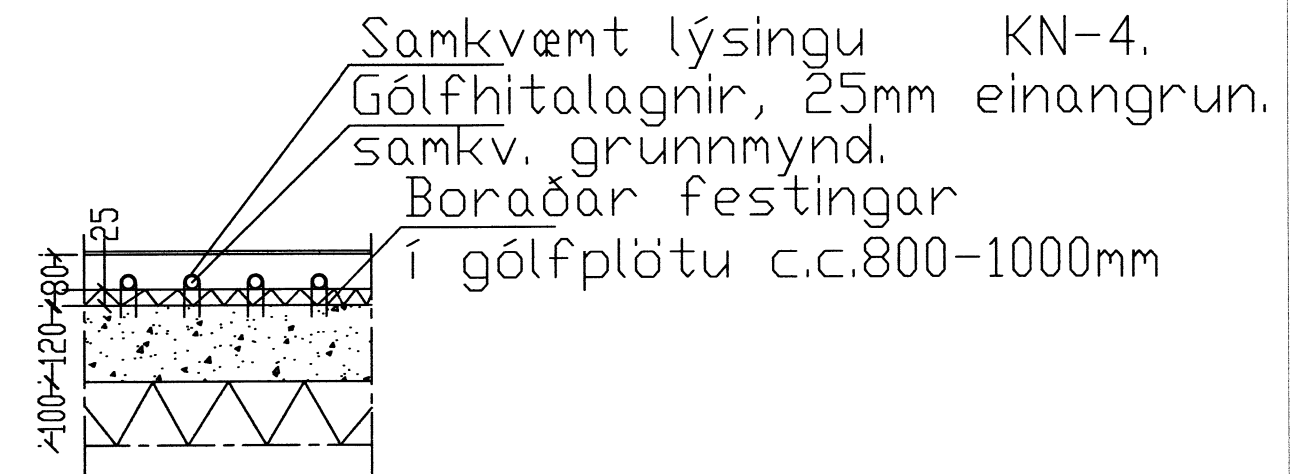 Samkvæmt lýsingu KN-4.
Gólfhitalagnir, 25mm einangrun.
samkv. grunnmynd.
Boraðar festingar
í gólfplötu c.c.800-1000mm
25
80
120
100